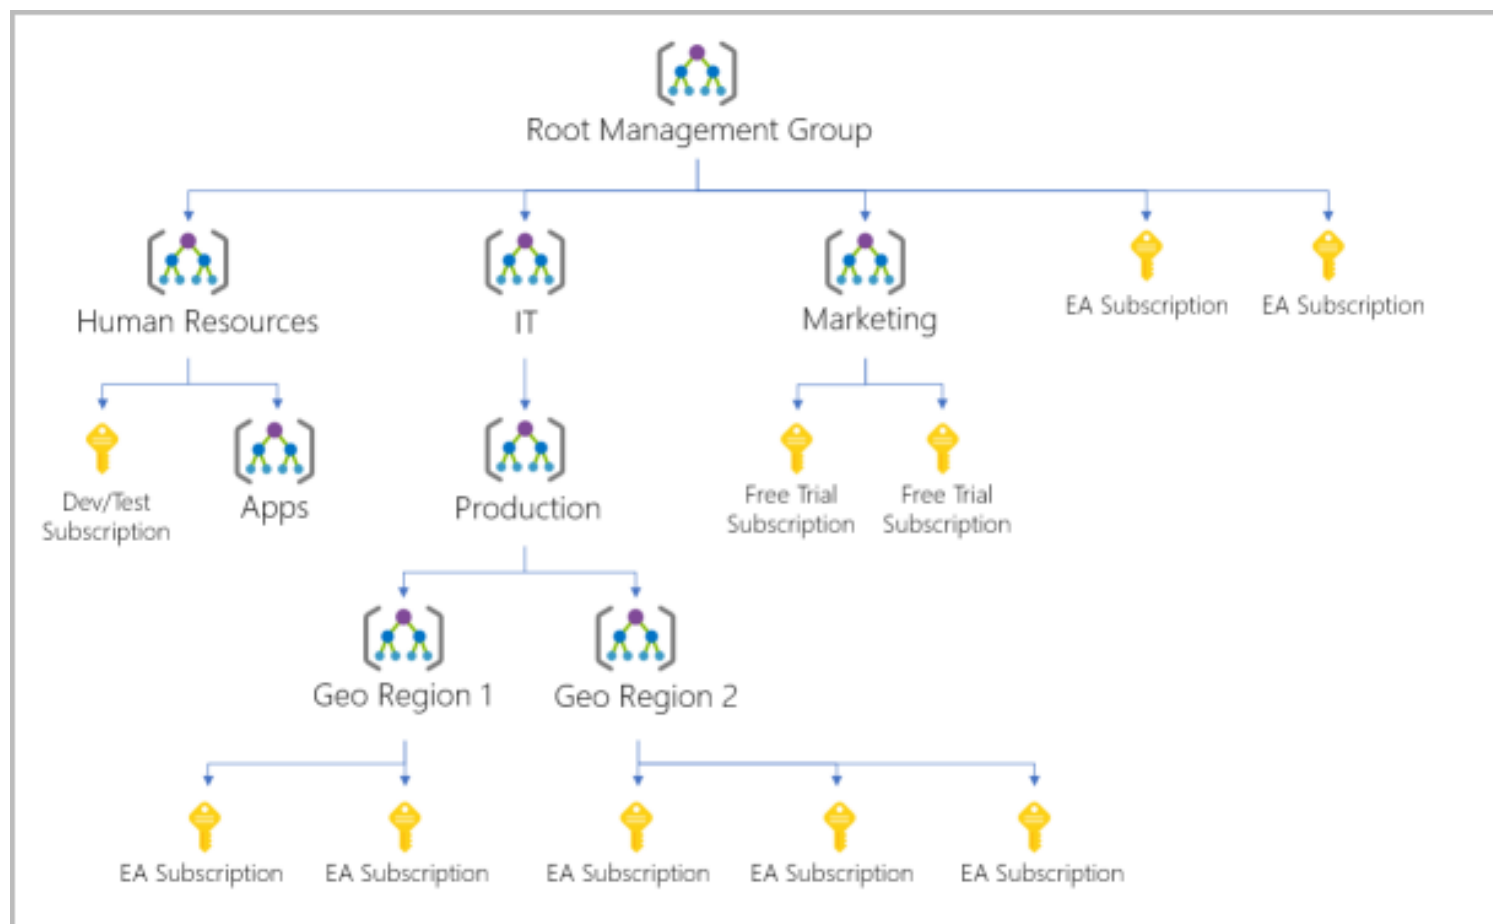 Root Management Group
Human Resources
IT
Marketing
EA Subscription
EA Subscription
Dev/Test
Subscription
Apps
Production
Free Trial
Subscription
Free Trial
Subscription
Geo Region 1
Geo Region 2
EA Subscription
EA Subscription
EA Subscription
EA Subscription
EA Subscription